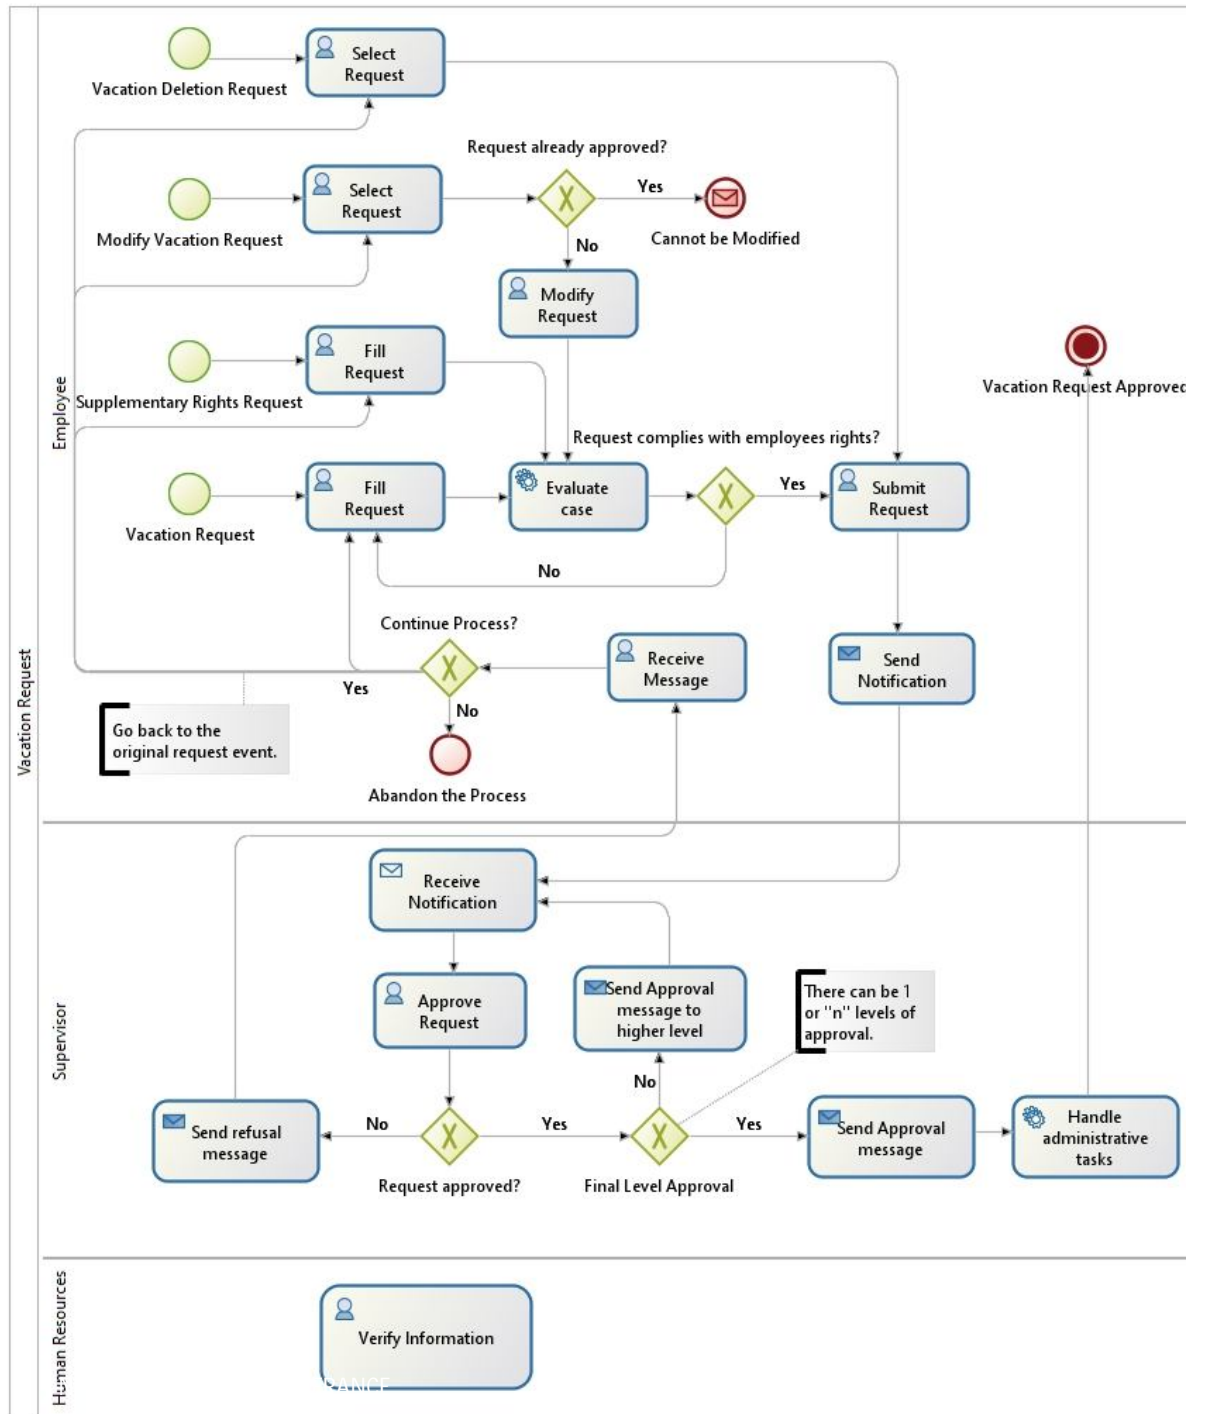 Vacation Request
Employee
Select
Request
Vacation Deletion Request
Request already approved?
Select
Request
Yes
Modify Vacation Request
Cannot be Modified
No
Modify
Request
Fill
Request
Supplementary Rights Request
Vacation Request Approved
Request complies with employees rights?
Fill
Request
Evaluate
case
Yes
Submit
Request
Vacation Request
No
Continue Process?
Receive
Message
Send
Notification
Yes
No
Go back to the
original request event.
Abandon the Process
Supervisor
Receive
Notification
Approve
Request
Send Approval
message to
higher level
There can be 1
or "n" levels of
approval.
No
Send refusal
message
No
Yes
Yes
Send Approval
message
Handle
administrative
tasks
Request approved?
Final Level Approval
Human Resources
Verify Information